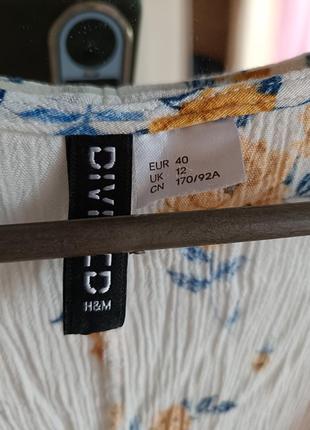 DIVIDED
H&M
EUR 40
UK 12
CN 170/92A